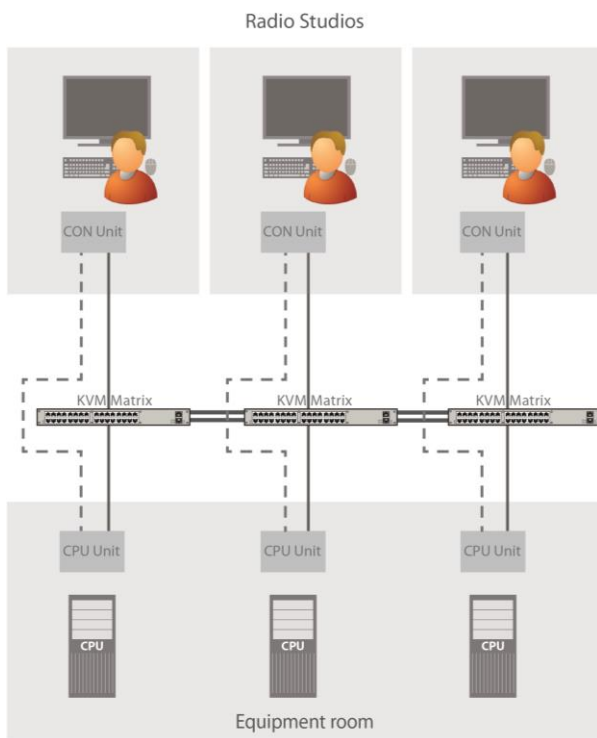 Radio Studios
CON Unit
CON Unit
CON Unit
KVM Matrix
KVM Matrix
KVM Matrix
CPU Unit
CPU Unit
CPU Unit
CPU
CPU
CPU
Equipment room